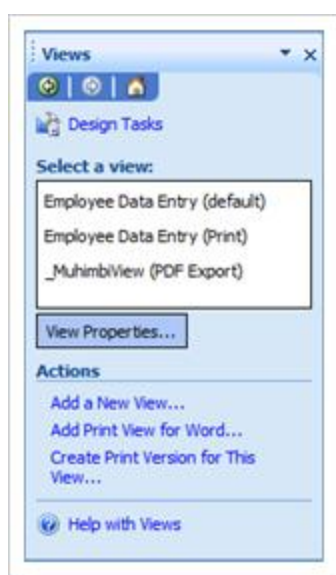 Views
Design Tasks
Select a view:
Employee Data Entry (default)
Employee Data Entry (Print)
_MuhimbiView (PDF Export)
View Properties...
Actions
Add a New View...
Add Print View for Word...
Create Print Version for This
View...
Help with Views